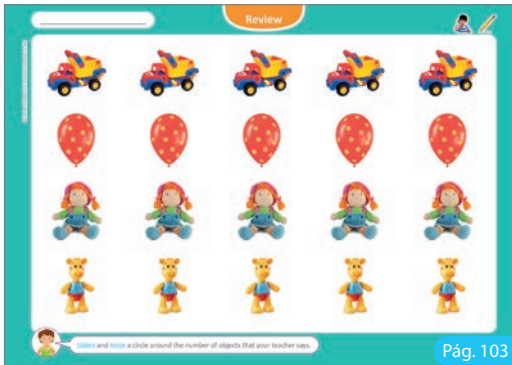 Review
Listen and trace a circle around the number of objects that your teacher says.
Pág. 103